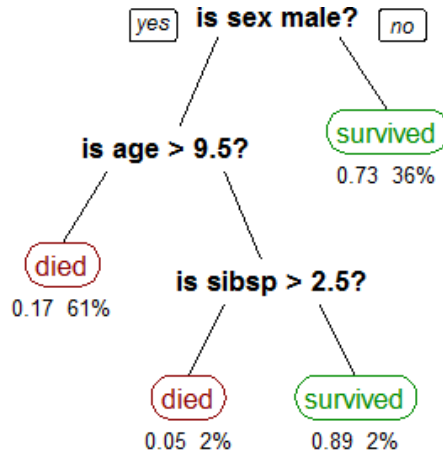 yes is sex male? no
is age > 9.5?
survived
0.73 36%
died
0.17 61%
is sibsp > 2.5?
died
0.05 2%
survived
0.89 2%